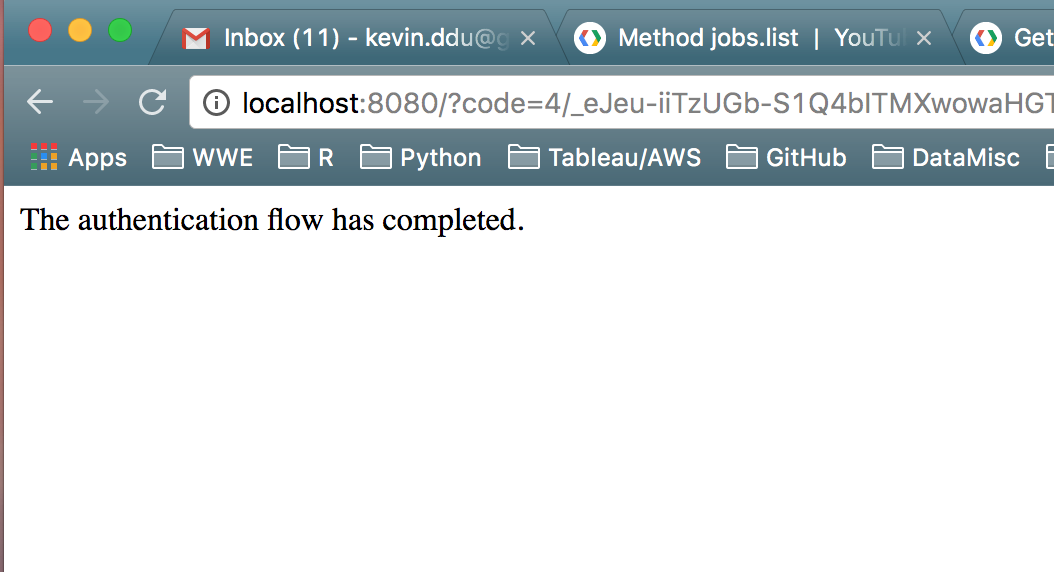 Inbox (11) - kevin.ddu@g
Method jobs.list | YouTu
Get
localhost:8080/?code=4/_eJeu-iiTzUGb-S1Q4bITMXwowaHGT
Apps WWE R Python Tableau/AWS GitHub DataMisc
The authentication flow has completed.